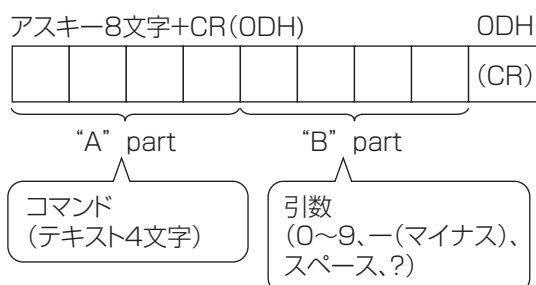 アスキー8文字+CR(0DH)
0DH
(CR)
“A” part
“B” part
コマンド
(テキスト4文字)
引数
(0〜9、ー(マイナス)、
スペース、?)